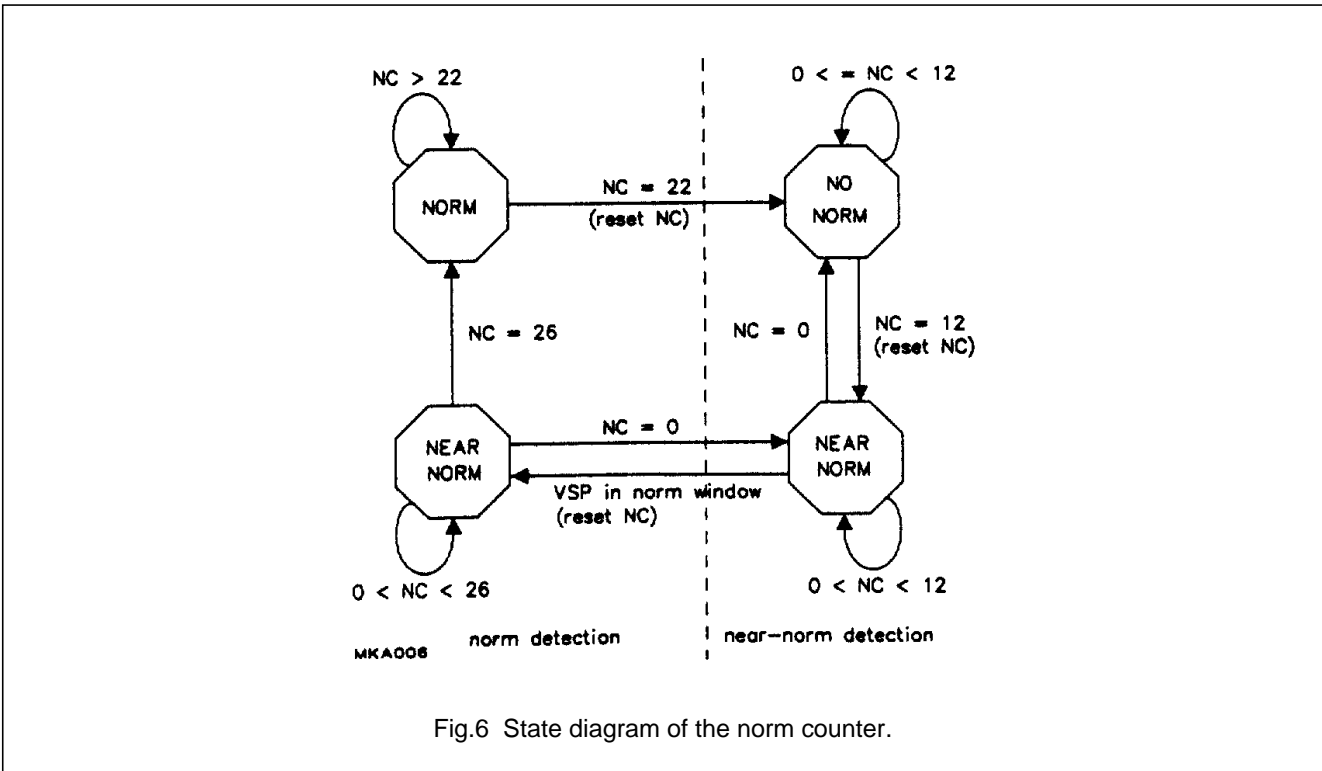 NC > 22
0 < = NC < 12
NORM
NC = 22
(reset NC)
NO
NORM
NC = 26
NC = 0
NC = 12
(reset NC)
NEAR
NORM
NC = 0
VSP in norm window
(reset NC)
NEAR
NORM
0 < NC < 26
0 < NC < 12
MKA006
norm detection
near-norm detection
Fig.6 State diagram of the norm counter.